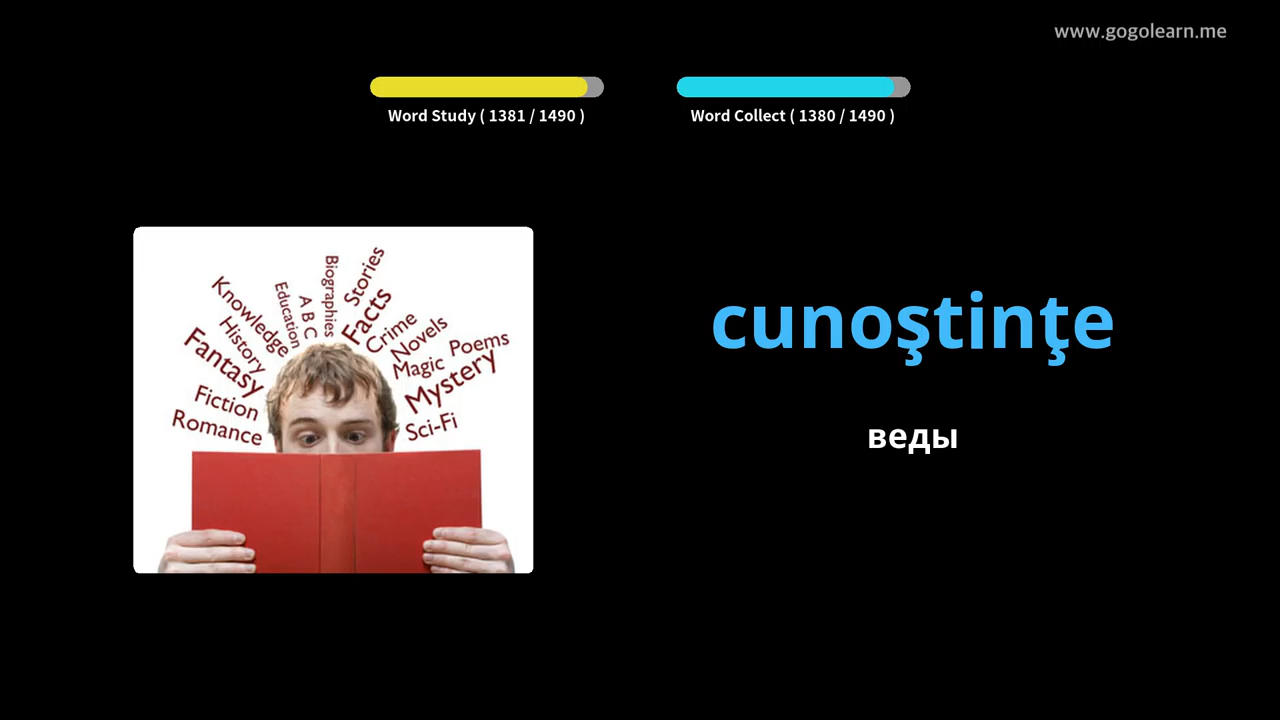 www.gogolearn.me
Word Study ( 1381 / 1490 )
Word Collect ( 1380 / 1490 )
Knowledge
History
Fantasy
Fiction
Romance
Education
A B C
Biographies
Stories
Facts
Crime
Novels
Magic
Poems
Mystery
Sci-Fi
cunoştinţe
веды